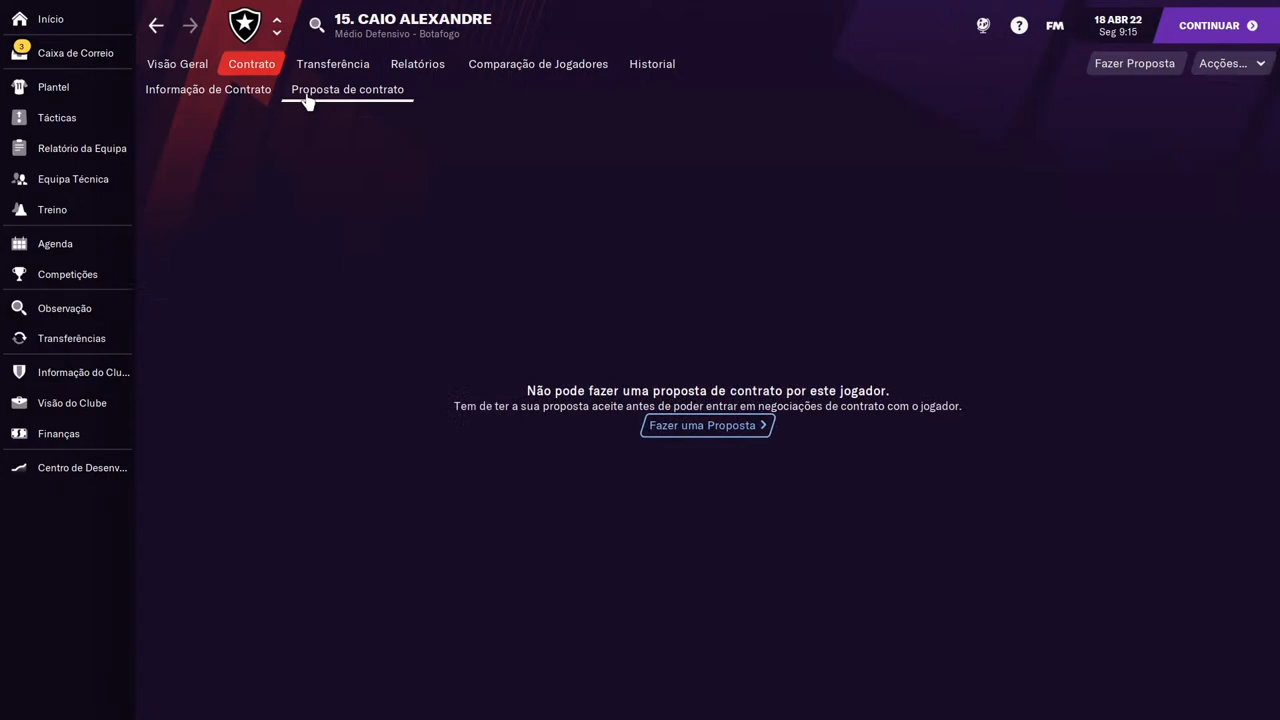 Início
3
Caixa de Correio
Plantel
Tácticas
Relatório da Equipa
Equipa Técnica
Treino
Agenda
Competições
Observação
Transferências
Informação do Clu...
Visão do Clube
Finanças
Centro de Desenv...
15. CAIO ALEXANDRE
Médio Defensivo - Botafogo
?
FM
18 ABR 22
Seg 9:15
CONTINUAR
Visão Geral
Contrato
Transferência
Relatórios
Comparação de Jogadores
Historial
Fazer Proposta
Acções...
Informação de Contrato
Proposta de contrato
Não pode fazer uma proposta de contrato por este jogador.
Tem de ter a sua proposta aceite antes de poder entrar em negociações de contrato com o jogador.
Fazer uma Proposta